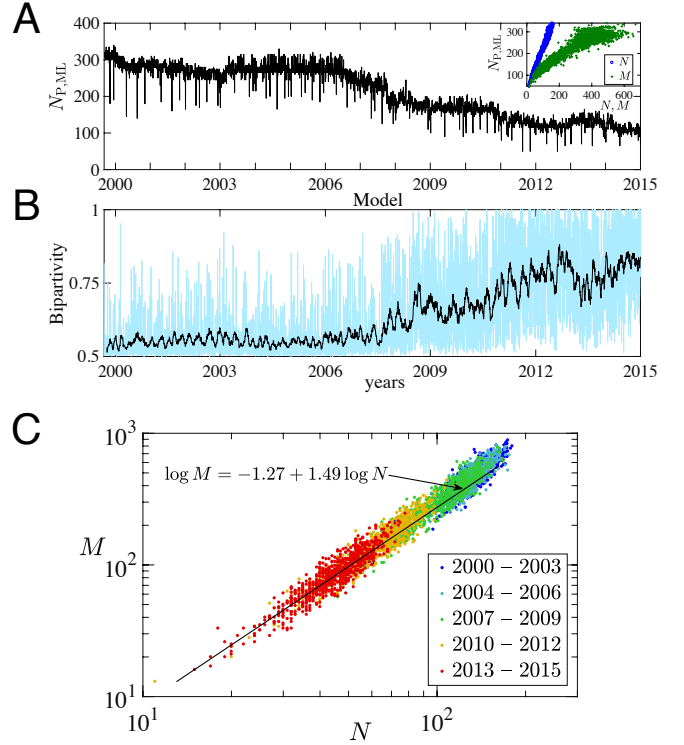 A
N_P,ML
400
300
200
100
0
2000
2003
2006
2009
2012
2015
Model
N_P,ML
300
200
100
0
200
400
600
N, M
N
M
B
Bipartivity
1
0.75
0.5
2000
2003
2006
2009
2012
2015
years
C
M
10^3
10^2
10^1
log M = −1.27 + 1.49 log N
2000 − 2003
2004 − 2006
2007 − 2009
2010 − 2012
2013 − 2015
10^1
10^2
N